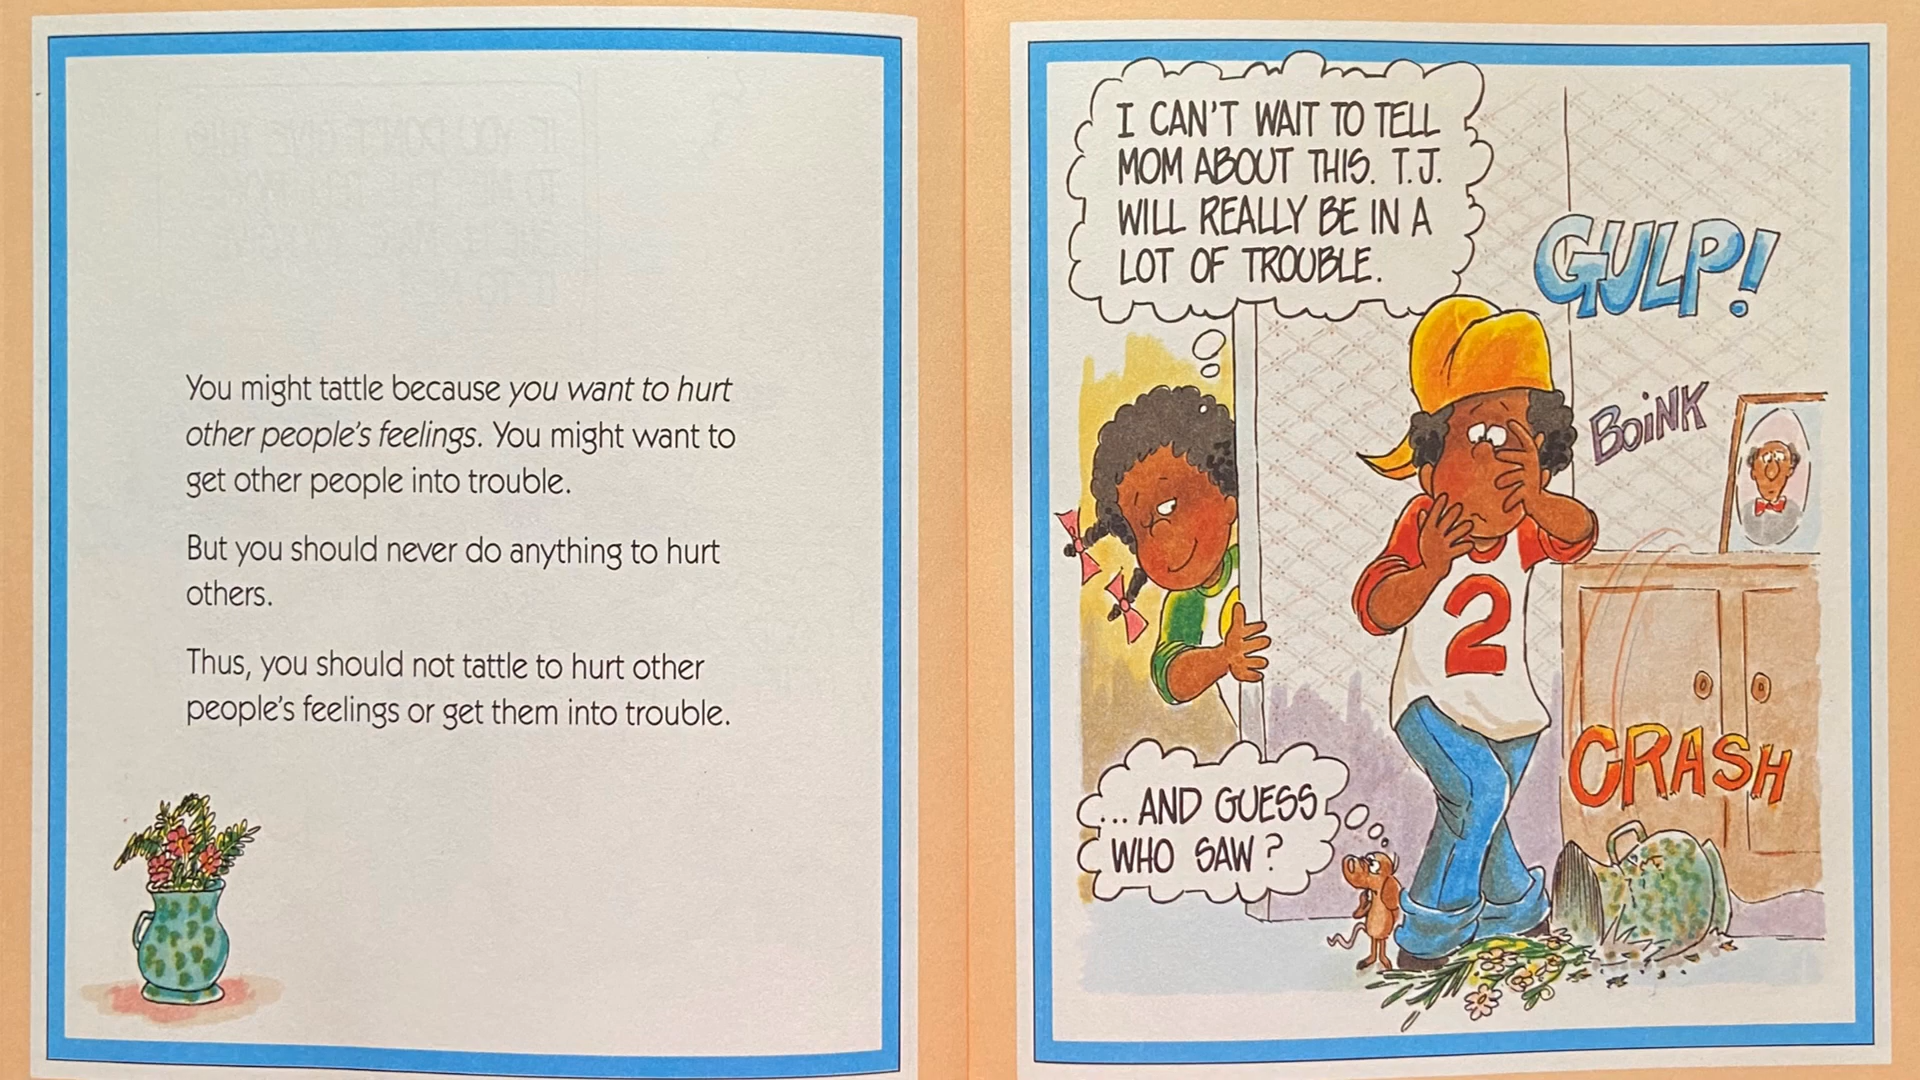 You might tattle because you want to hurt
other people's feelings. You might want to
get other people into trouble.
But you should never do anything to hurt
others.
Thus, you should not tattle to hurt other
people's feelings or get them into trouble.
I CAN'T WAIT TO TELL
MOM ABOUT THIS. T.J.
WILL REALLY BE IN A
LOT OF TROUBLE.
GULP!
BOINK
2
CRASH
...AND GUESS
WHO SAW?